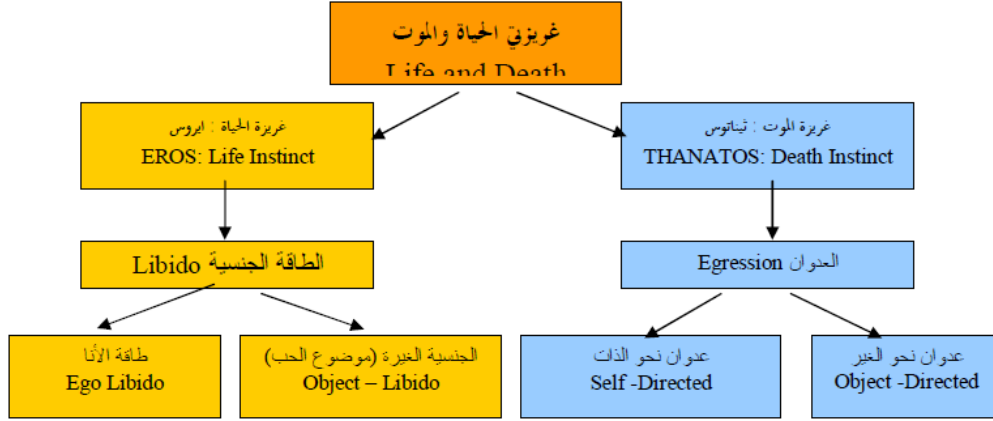 غريزتي الحياة والموت
Life and Death
غريزة الحياة : ايروس
EROS: Life Instinct
غريزة الموت : ثيناتوس
THANATOS: Death Instinct
الطاقة الجنسية Libido
العدوان Egression
طاقة الأنا
Ego Libido
الجنسية الغيرة (موضوع الحب)
Object – Libido
عدوان نحو الذات
Self -Directed
عدوان نحو الغير
Object -Directed